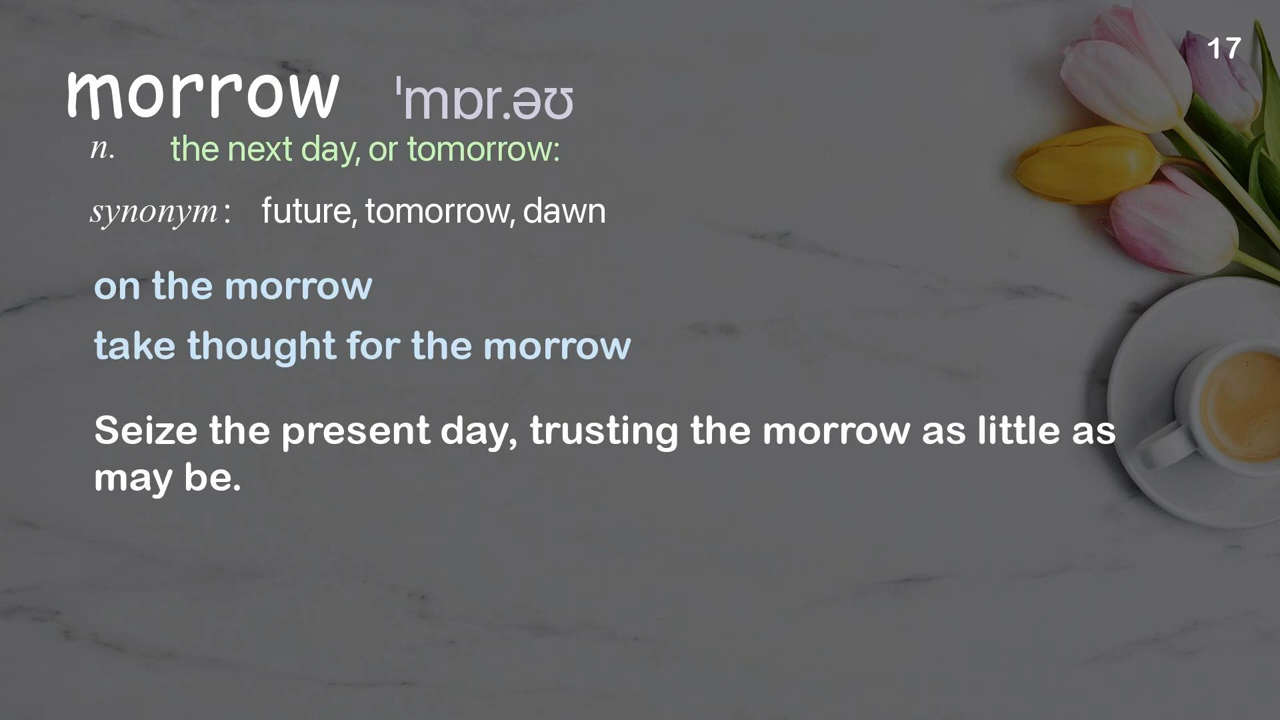 17
morrow ˈmɒr.əʊ
n. the next day, or tomorrow:
synonym: future, tomorrow, dawn
on the morrow
take thought for the morrow
Seize the present day, trusting the morrow as little as
may be.